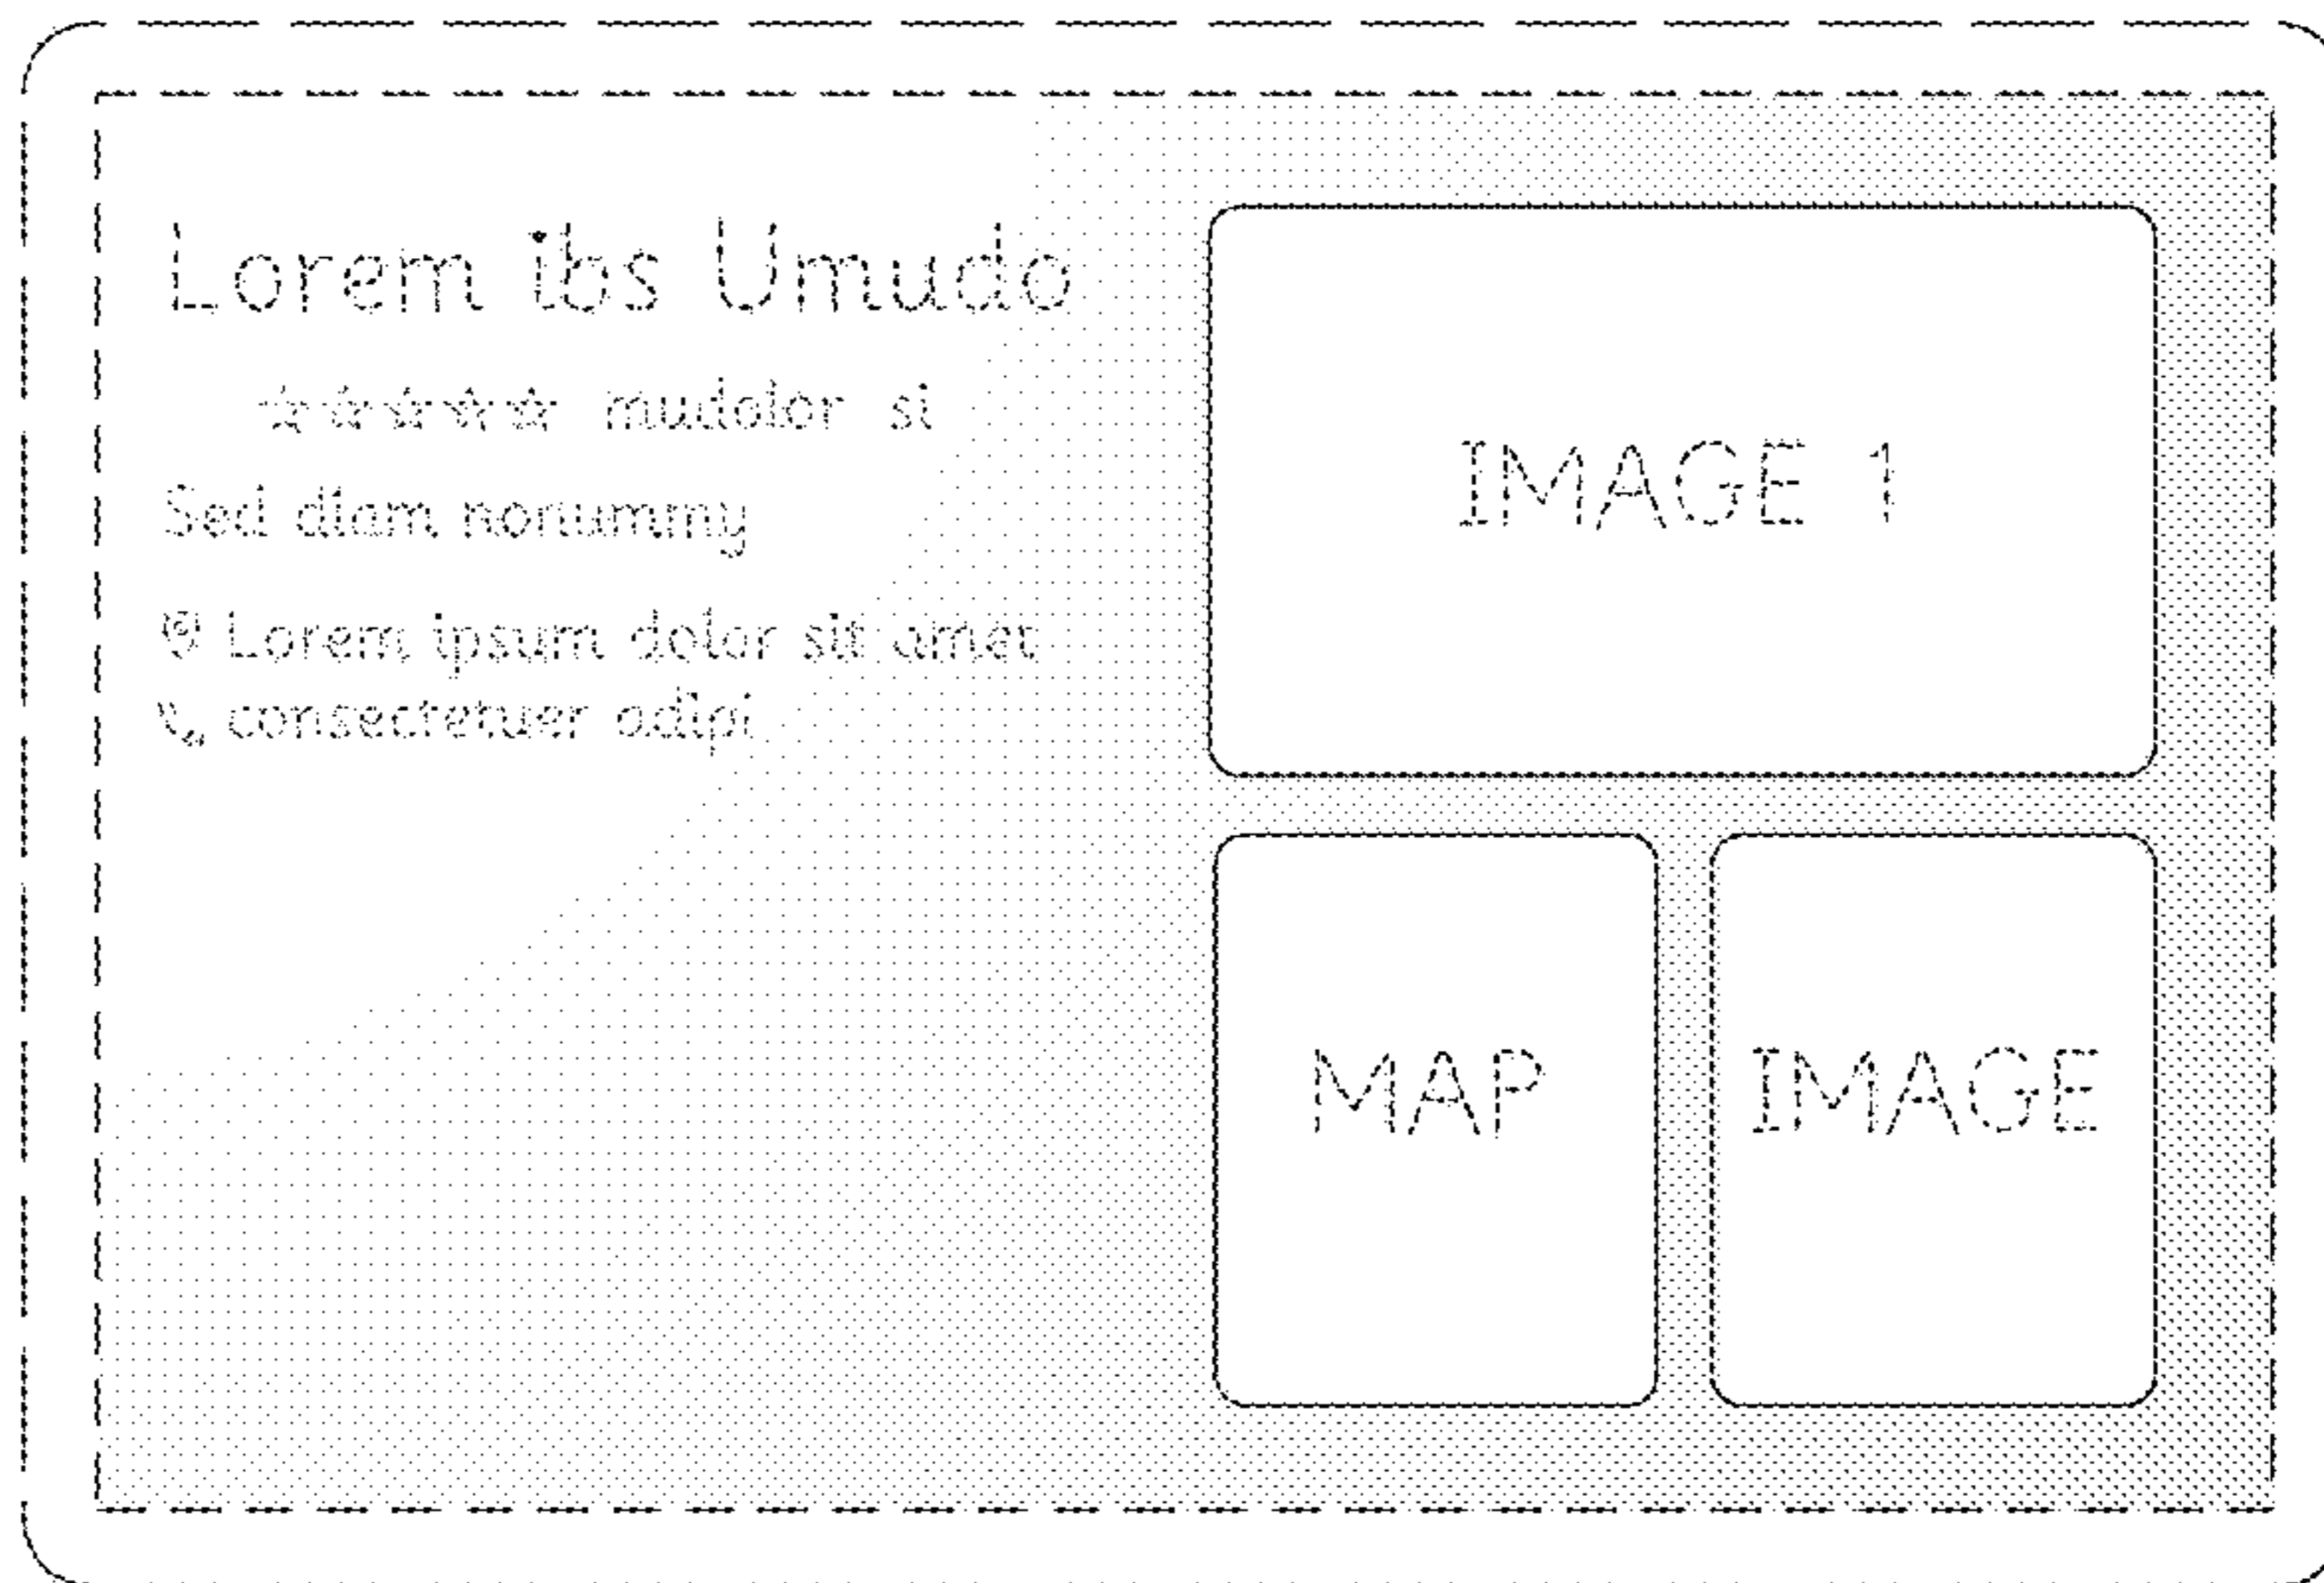 Lorem ibs Umudo
☆☆☆☆☆ mudolor si
Sed diam nonummy
Lorem ipsum dolor sit amet
consectetuer adipi
IMAGE 1
MAP
IMAGE